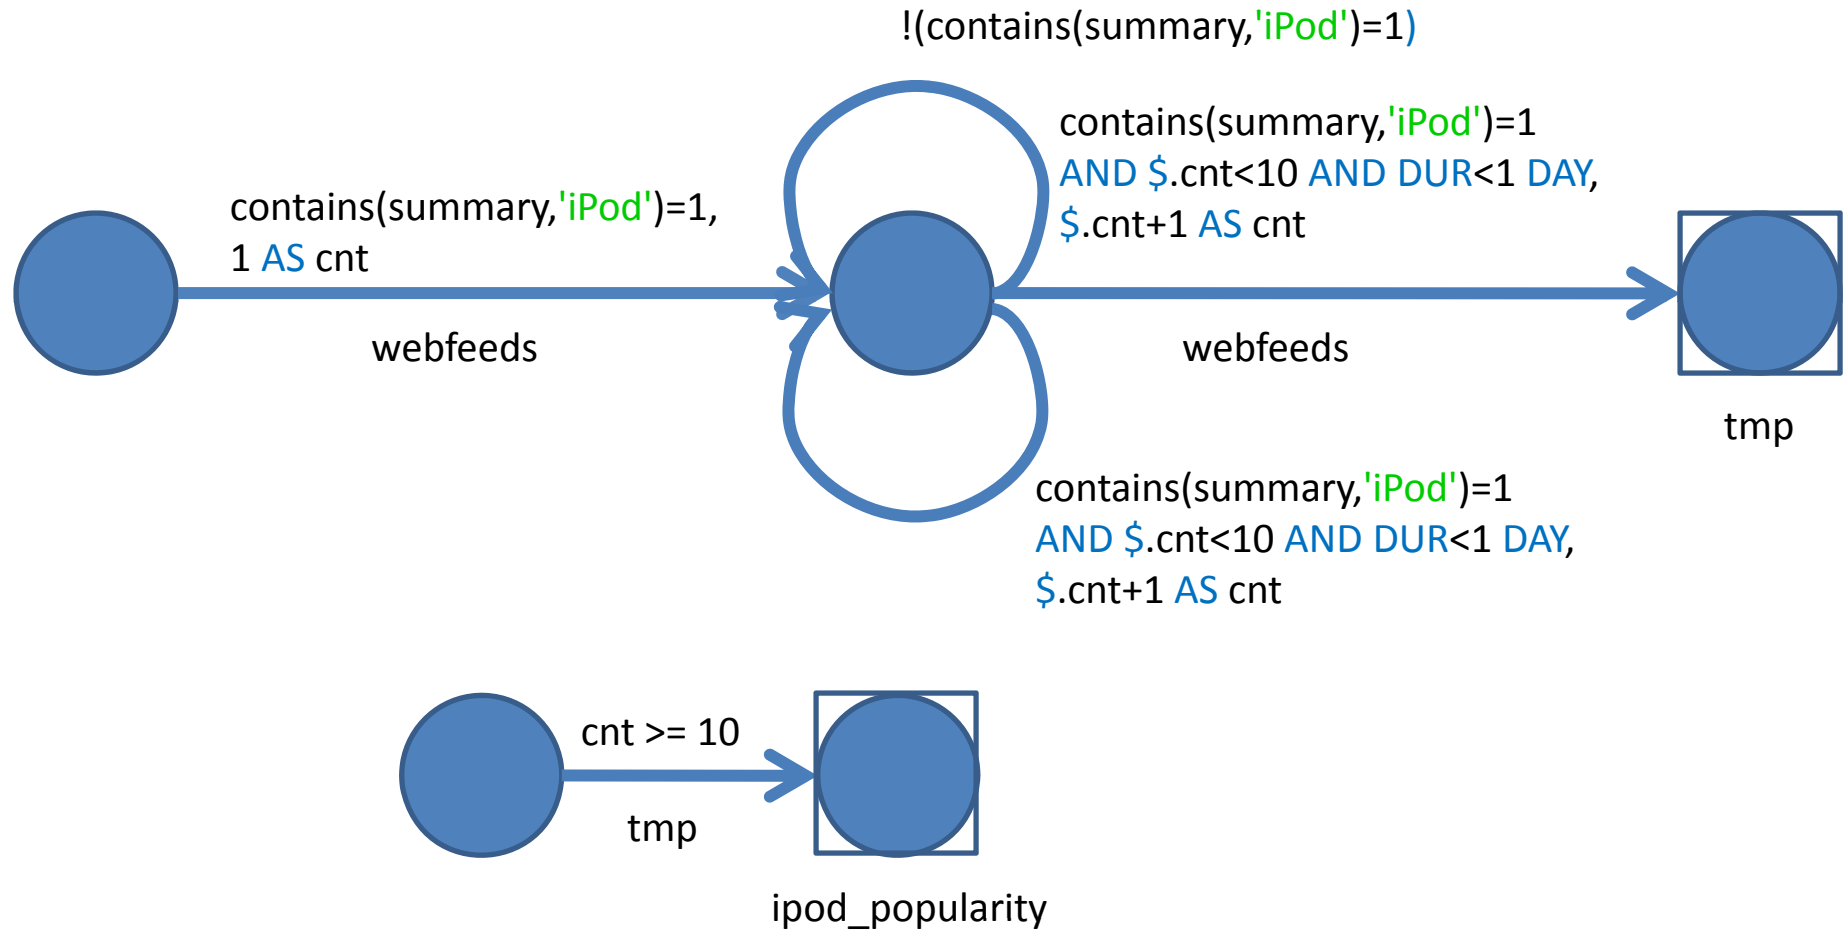 !(contains(summary,'iPod')=1)
contains(summary,'iPod')=1
AND $.cnt<10 AND DUR<1 DAY,
$.cnt+1 AS cnt
contains(summary,'iPod')=1,
1 AS cnt
webfeeds
webfeeds
tmp
contains(summary,'iPod')=1
AND $.cnt<10 AND DUR<1 DAY,
$.cnt+1 AS cnt
cnt >= 10
tmp
ipod_popularity